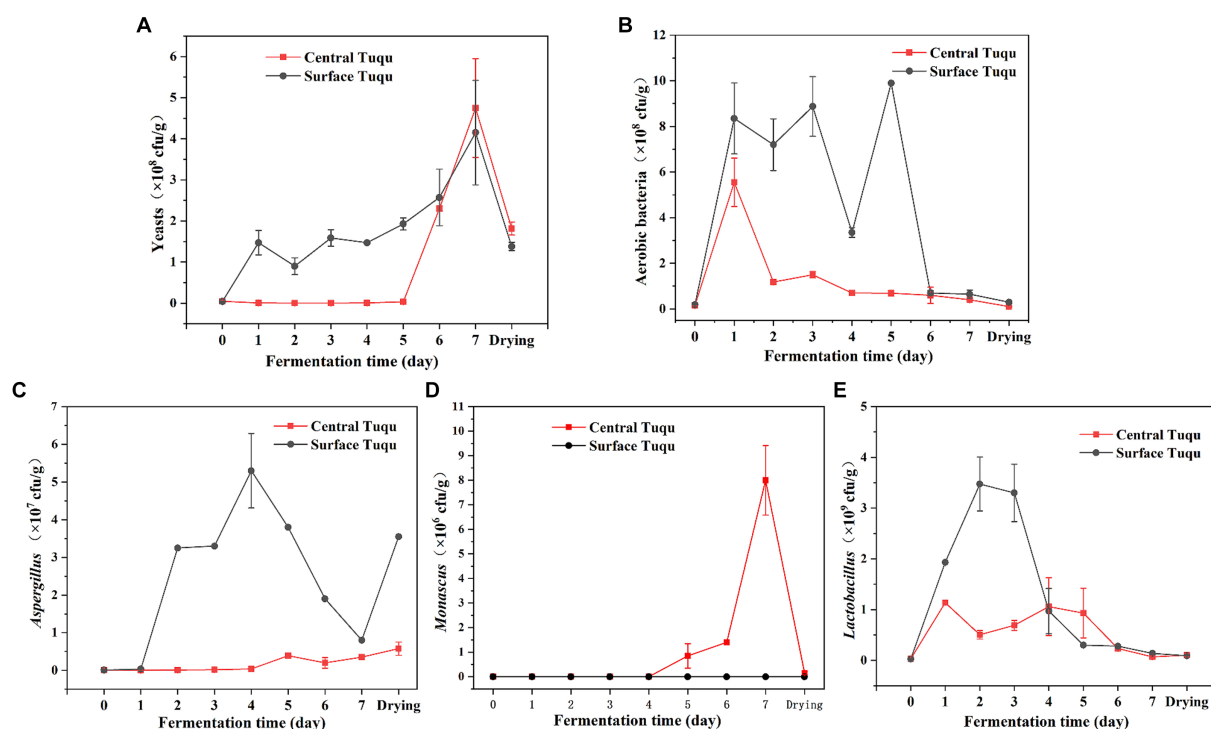 A
Central Tuqu
Surface Tuqu
Yeasts（×10⁸ cfu/g）
6
5
4
3
2
1
0
0 1 2 3 4 5 6 7 Drying
Fermentation time (day)
B
Central Tuqu
Surface Tuqu
Aerobic bacteria（×10⁸ cfu/g）
12
10
8
6
4
2
0
0 1 2 3 4 5 6 7 Drying
Fermentation time (day)
C
Central Tuqu
Surface Tuqu
Aspergillus（×10⁷ cfu/g）
7
6
5
4
3
2
1
0
0 1 2 3 4 5 6 7 Drying
Fermentation time (day)
D
Central Tuqu
Surface Tuqu
Monascus（×10⁶ cfu/g）
11
10
9
8
7
6
5
4
3
2
1
0
0 1 2 3 4 5 6 7 Drying
Fermentation time (day)
E
Central Tuqu
Surface Tuqu
Lactobacillus（×10⁹ cfu/g）
5
4
3
2
1
0
0 1 2 3 4 5 6 7 Drying
Fermentation time (day)